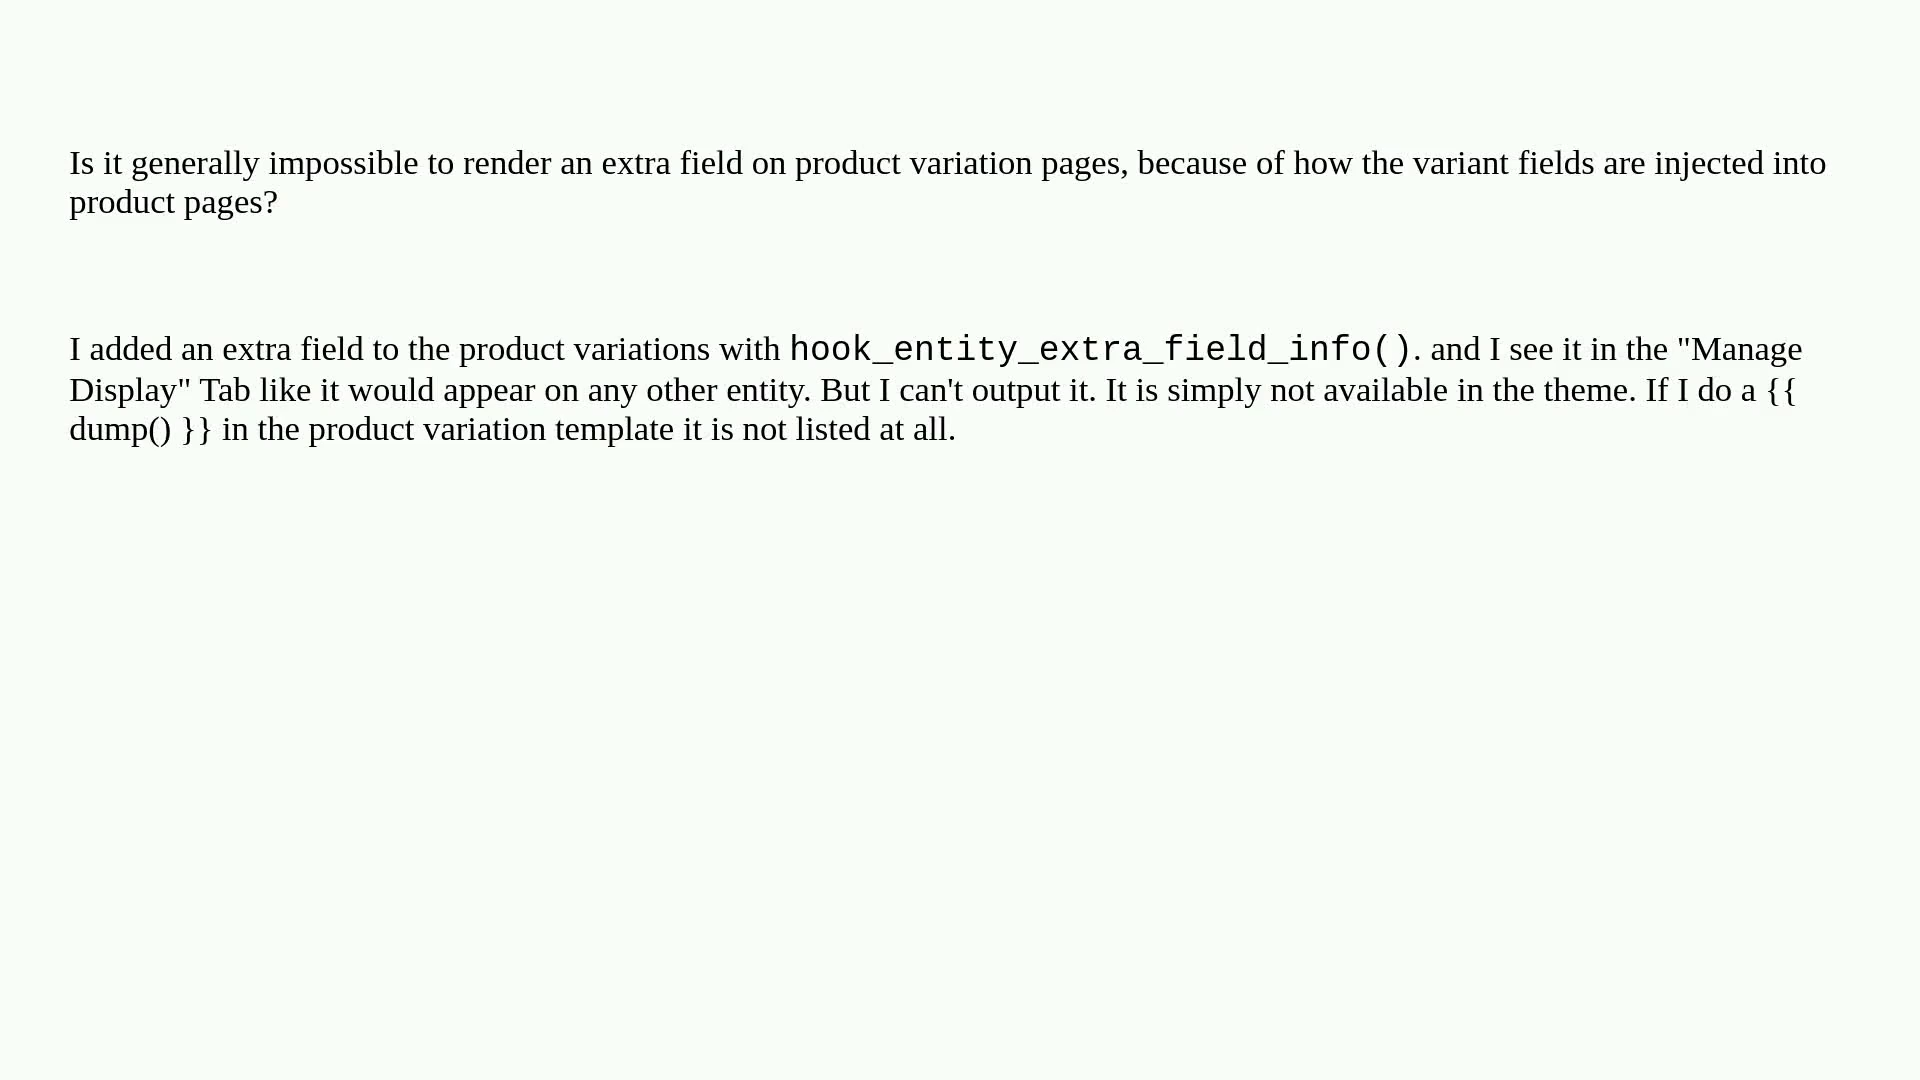 Is it generally impossible to render an extra field on product variation pages, because of how the variant fields are injected into
product pages?
I added an extra field to the product variations with hook_entity_extra_field_info(). and I see it in the "Manage
Display" Tab like it would appear on any other entity. But I can't output it. It is simply not available in the theme. If I do a {{
dump() }} in the product variation template it is not listed at all.